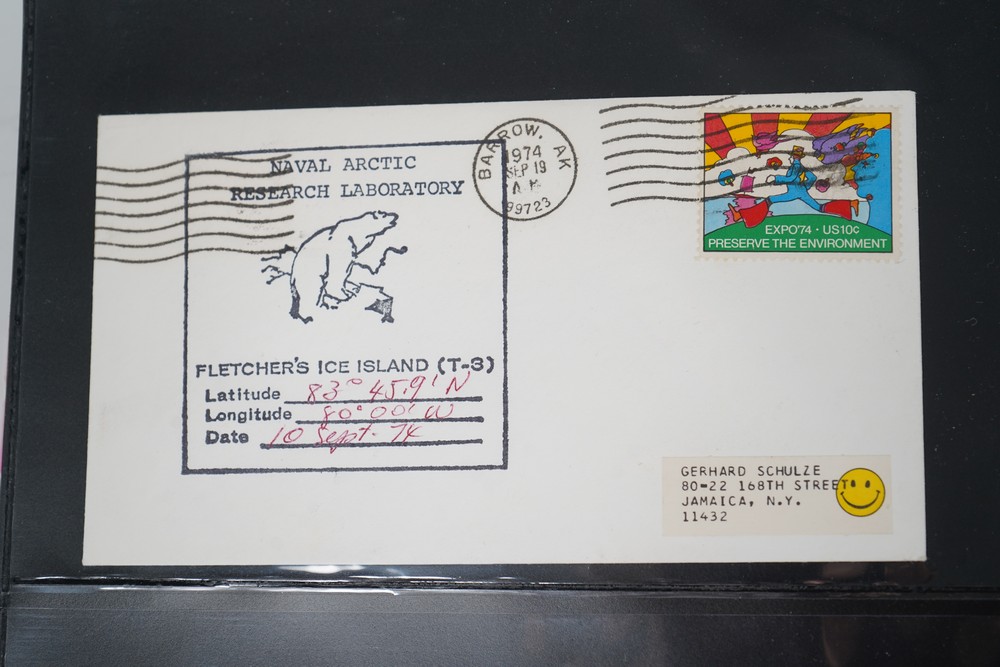 NAVAL ARCTIC
RESEARCH LABORATORY
FLETCHER'S ICE ISLAND (T-3)
Latitude 83° 45.9' N
Longitude 80° 00' W
Date 10 Sept. 74
BARROW, AK
1974
SEP 19
A.M.
99723
EXPO'74 · US10c
PRESERVE THE ENVIRONMENT
GERHARD SCHULZE
80-22 168TH STREET
JAMAICA, N.Y.
11432